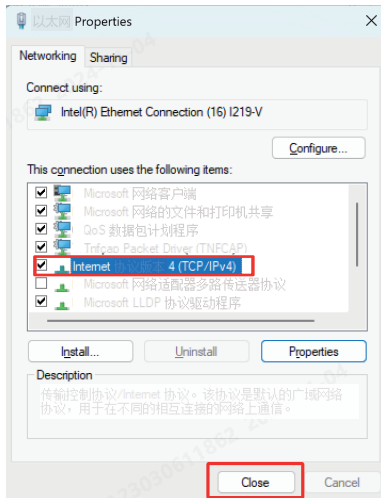 以太网 Properties
Networking
Sharing
Connect using:
Intel(R) Ethernet Connection (16) I219-V
Configure...
This connection uses the following items:
Microsoft 网络客户端
Microsoft 网络的文件和打印机共享
QoS 数据包计划程序
Tnfcap Packet Driver (TNFCAP)
Internet 协议版本 4 (TCP/IPv4)
Microsoft 网络适配器多路传送器协议
Microsoft LLDP 协议驱动程序
Install...
Uninstall
Properties
Description
传输控制协议/Internet 协议。该协议是默认的广域网络
协议，用于在不同的相互连接的网络上通信。
Close
Cancel